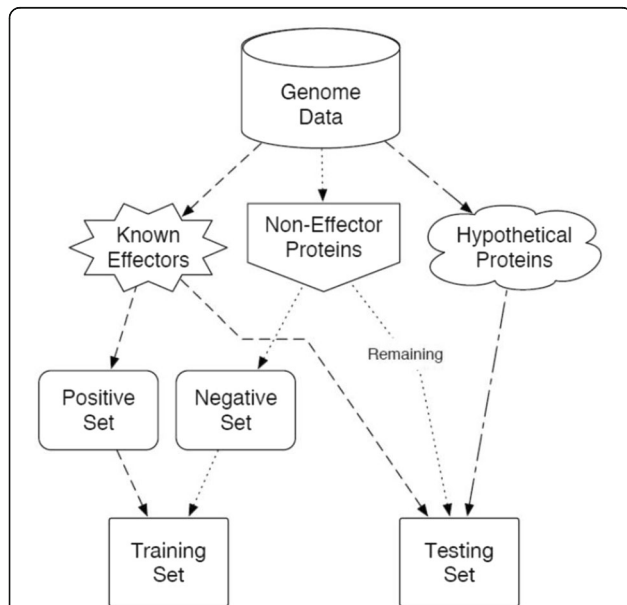 Genome
Data
Known
Effectors
Non-Effector
Proteins
Hypothetical
Proteins
Remaining
Positive
Set
Negative
Set
Training
Set
Testing
Set